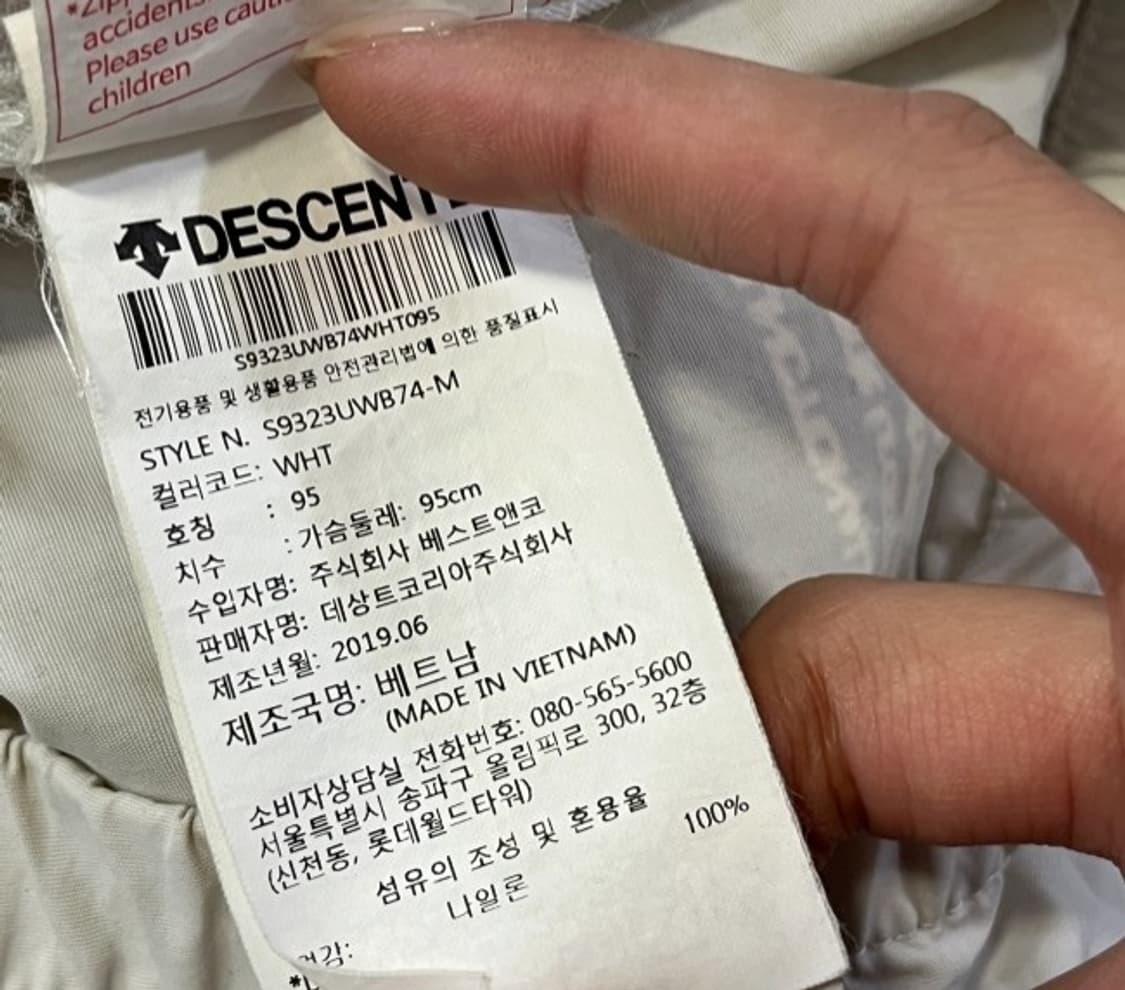 accidents.
Please use
children
DESCENT
S9323UWB74WHT095
전기용품 및 생활용품 안전관리법에 의한 품질표시
STYLE N. S9323UWB74-M
컬러코드: WHT
호칭 : 95
치수 : 가슴둘레: 95cm
수입자명: 주식회사 베스트앤코
판매자명: 데상트코리아주식회사
제조년월: 2019.06
제조국명: 베트남
(MADE IN VIETNAM)
소비자상담실 전화번호: 080-565-5600
서울특별시 송파구 올림픽로 300, 32층
(신천동, 롯데월드타워)
섬유의 조성 및 혼용율
나일론 100%